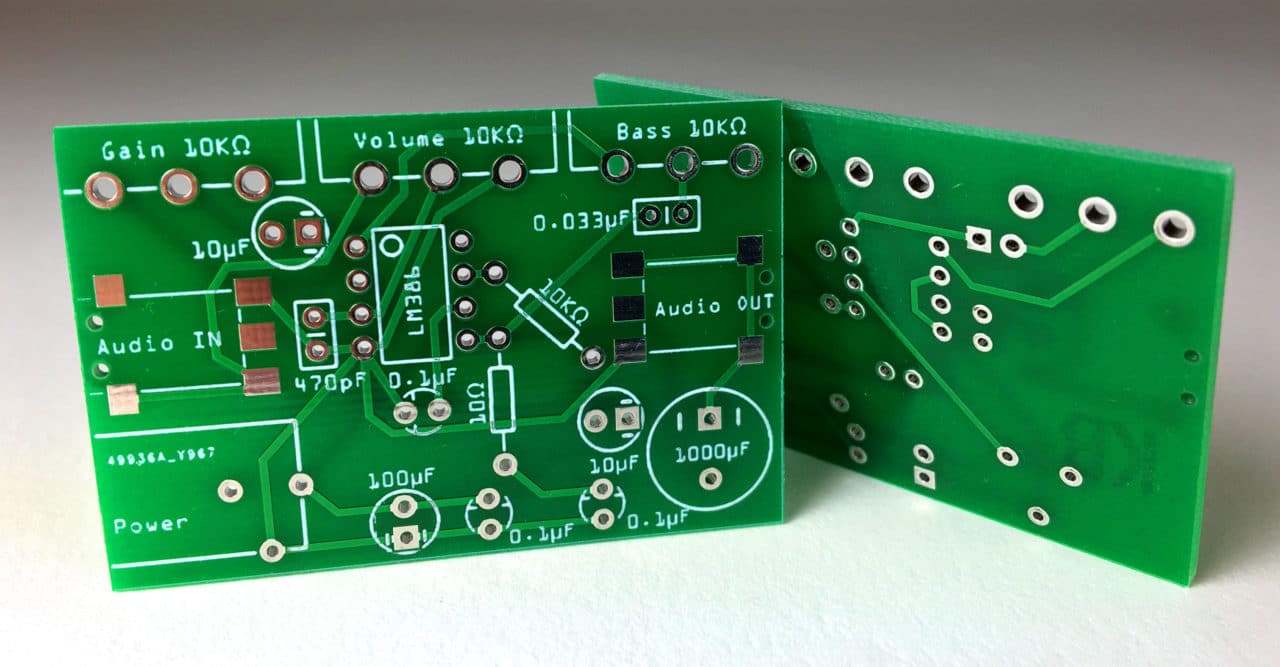 Gain 10KΩ
Volume 10KΩ
Bass 10KΩ
0.033µF
10µF
LM386
10KΩ
Audio OUT
Audio IN
470pF
0.1µF
10Ω
49936A_Y967
100µF
10µF
1000µF
Power
0.1µF
0.1µF